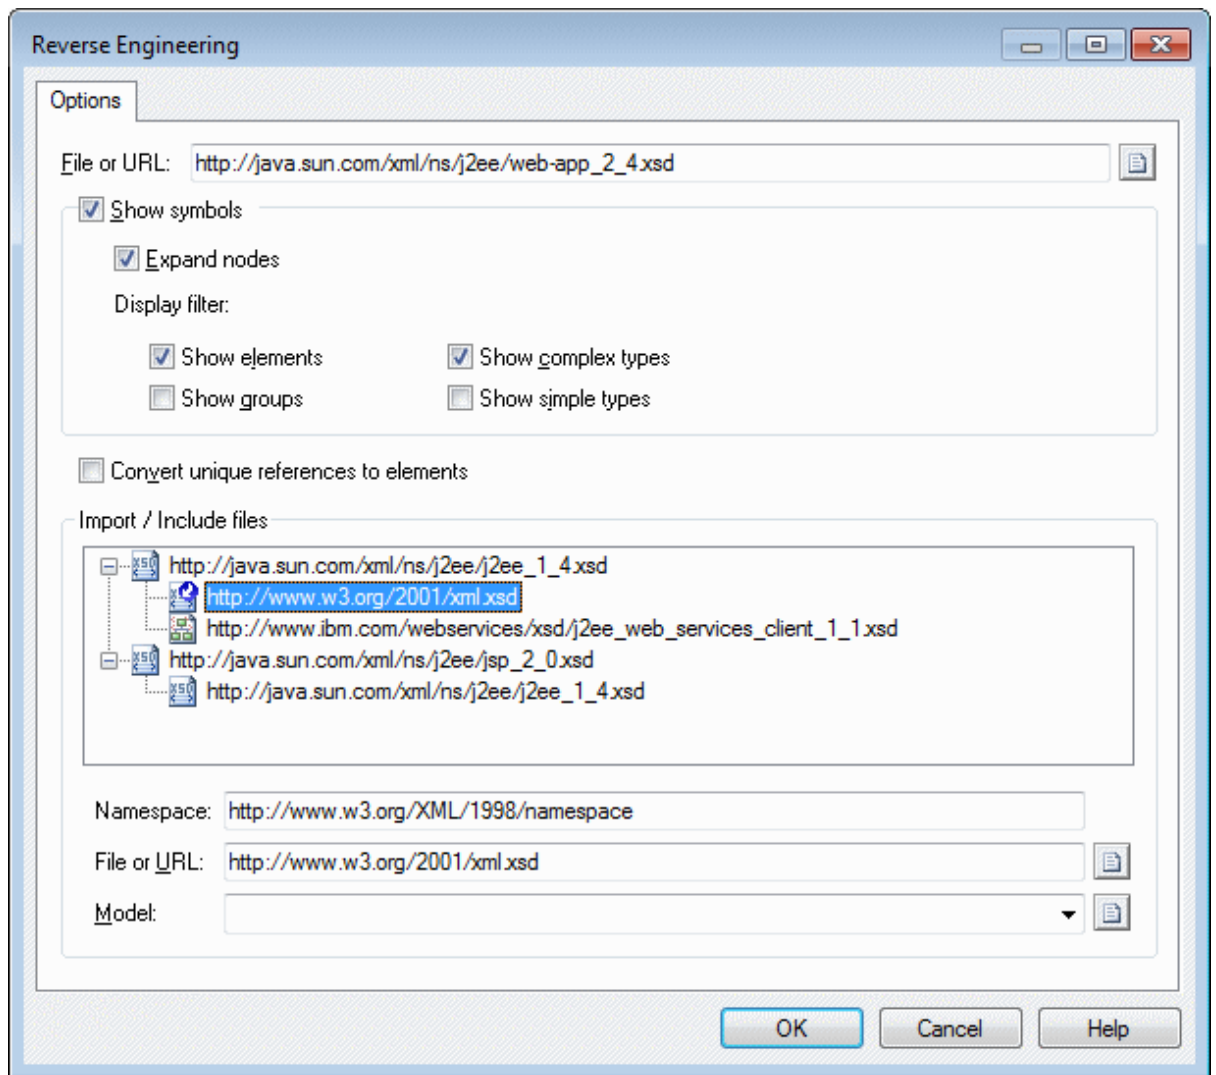 Reverse Engineering
Options
File or URL: http://java.sun.com/xml/ns/j2ee/web-app_2_4.xsd
Show symbols
Expand nodes
Display filter:
Show elements Show complex types
Show groups Show simple types
Convert unique references to elements
Import / Include files
http://java.sun.com/xml/ns/j2ee/j2ee_1_4.xsd
http://www.w3.org/2001/xml.xsd
http://www.ibm.com/webservices/xsd/j2ee_web_services_client_1_1.xsd
http://java.sun.com/xml/ns/j2ee/jsp_2_0.xsd
http://java.sun.com/xml/ns/j2ee/j2ee_1_4.xsd
Namespace: http://www.w3.org/XML/1998/namespace
File or URL: http://www.w3.org/2001/xml.xsd
Model:
OK Cancel Help